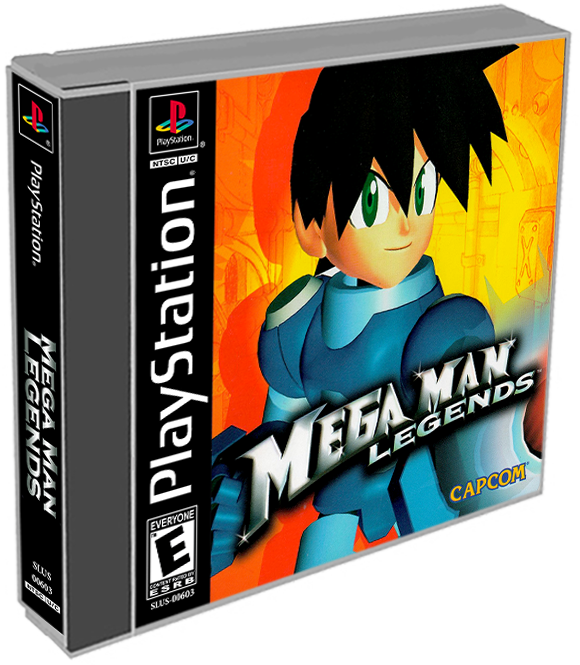 PlayStation.
MEGA MAN
LEGENDS
SLUS
00603
NTSC U/C
PlayStation
NTSC U/C
PlayStation
MEGA MAN
LEGENDS
CAPCOM
EVERYONE
E
CONTENT RATED BY
ESRB
SLUS-00603